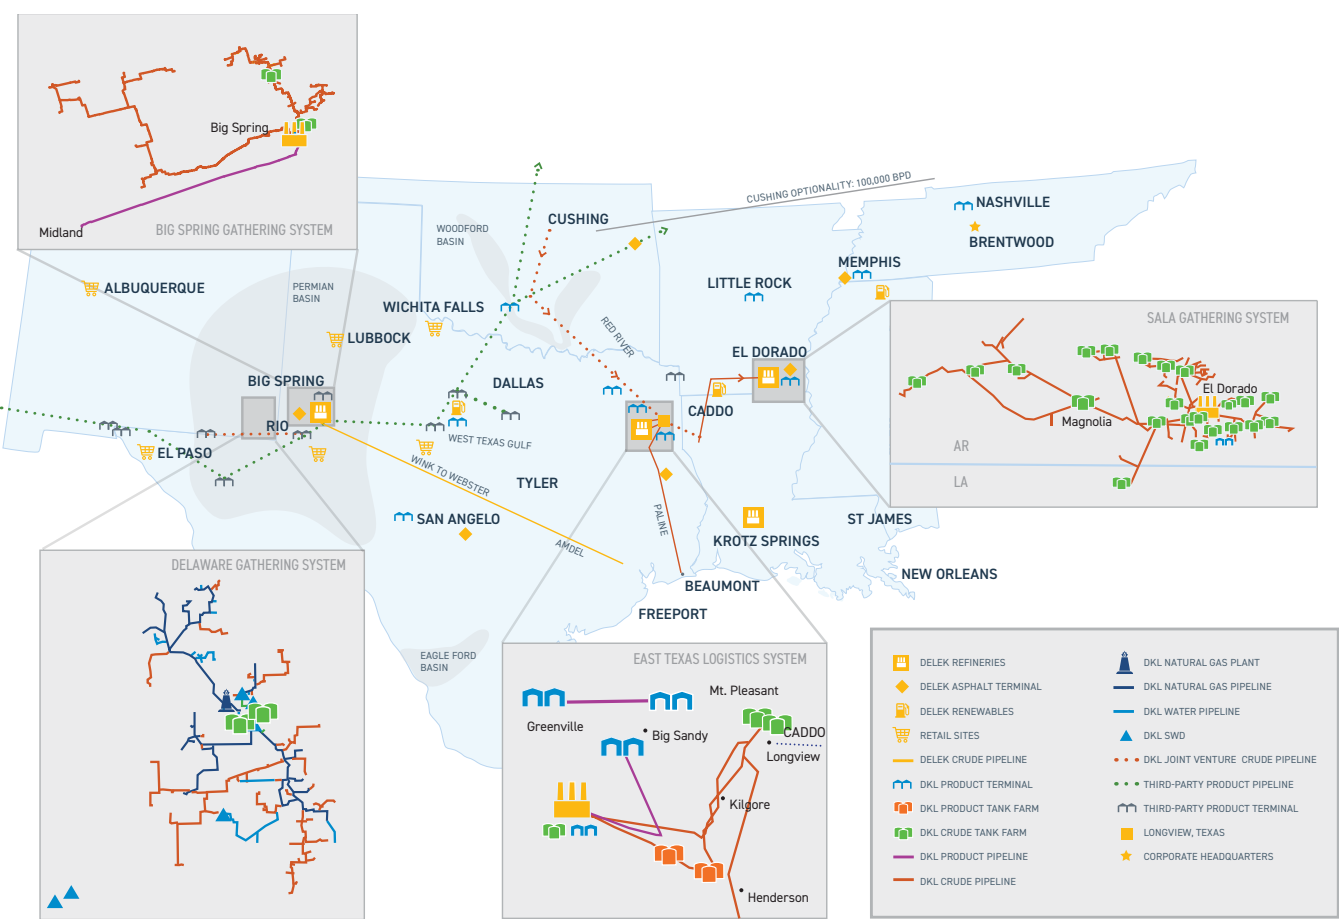 Big Spring
Midland
BIG SPRING GATHERING SYSTEM
CUSHING OPTIONALITY: 100,000 BPD
NASHVILLE
BRENTWOOD
CUSHING
WOODFORD
BASIN
MEMPHIS
LITTLE ROCK
ALBUQUERQUE
PERMIAN
BASIN
WICHITA FALLS
LUBBOCK
RED RIVER
EL DORADO
BIG SPRING
DALLAS
CADDO
RIO
EL PASO
WEST TEXAS GULF
WINK TO WEBSTER
TYLER
SAN ANGELO
AMDEL
PALINE
ST JAMES
KROTZ SPRINGS
NEW ORLEANS
BEAUMONT
FREEPORT
EAGLE FORD
BASIN
SALA GATHERING SYSTEM
El Dorado
Magnolia
AR
LA
DELAWARE GATHERING SYSTEM
EAST TEXAS LOGISTICS SYSTEM
Mt. Pleasant
Greenville
Big Sandy
CADDO
Longview
Kilgore
Henderson
DELEK REFINERIES
DELEK ASPHALT TERMINAL
DELEK RENEWABLES
RETAIL SITES
DELEK CRUDE PIPELINE
DKL PRODUCT TERMINAL
DKL PRODUCT TANK FARM
DKL CRUDE TANK FARM
DKL PRODUCT PIPELINE
DKL CRUDE PIPELINE
DKL NATURAL GAS PLANT
DKL NATURAL GAS PIPELINE
DKL WATER PIPELINE
DKL SWD
DKL JOINT VENTURE CRUDE PIPELINE
THIRD-PARTY PRODUCT PIPELINE
THIRD-PARTY PRODUCT TERMINAL
LONGVIEW, TEXAS
CORPORATE HEADQUARTERS